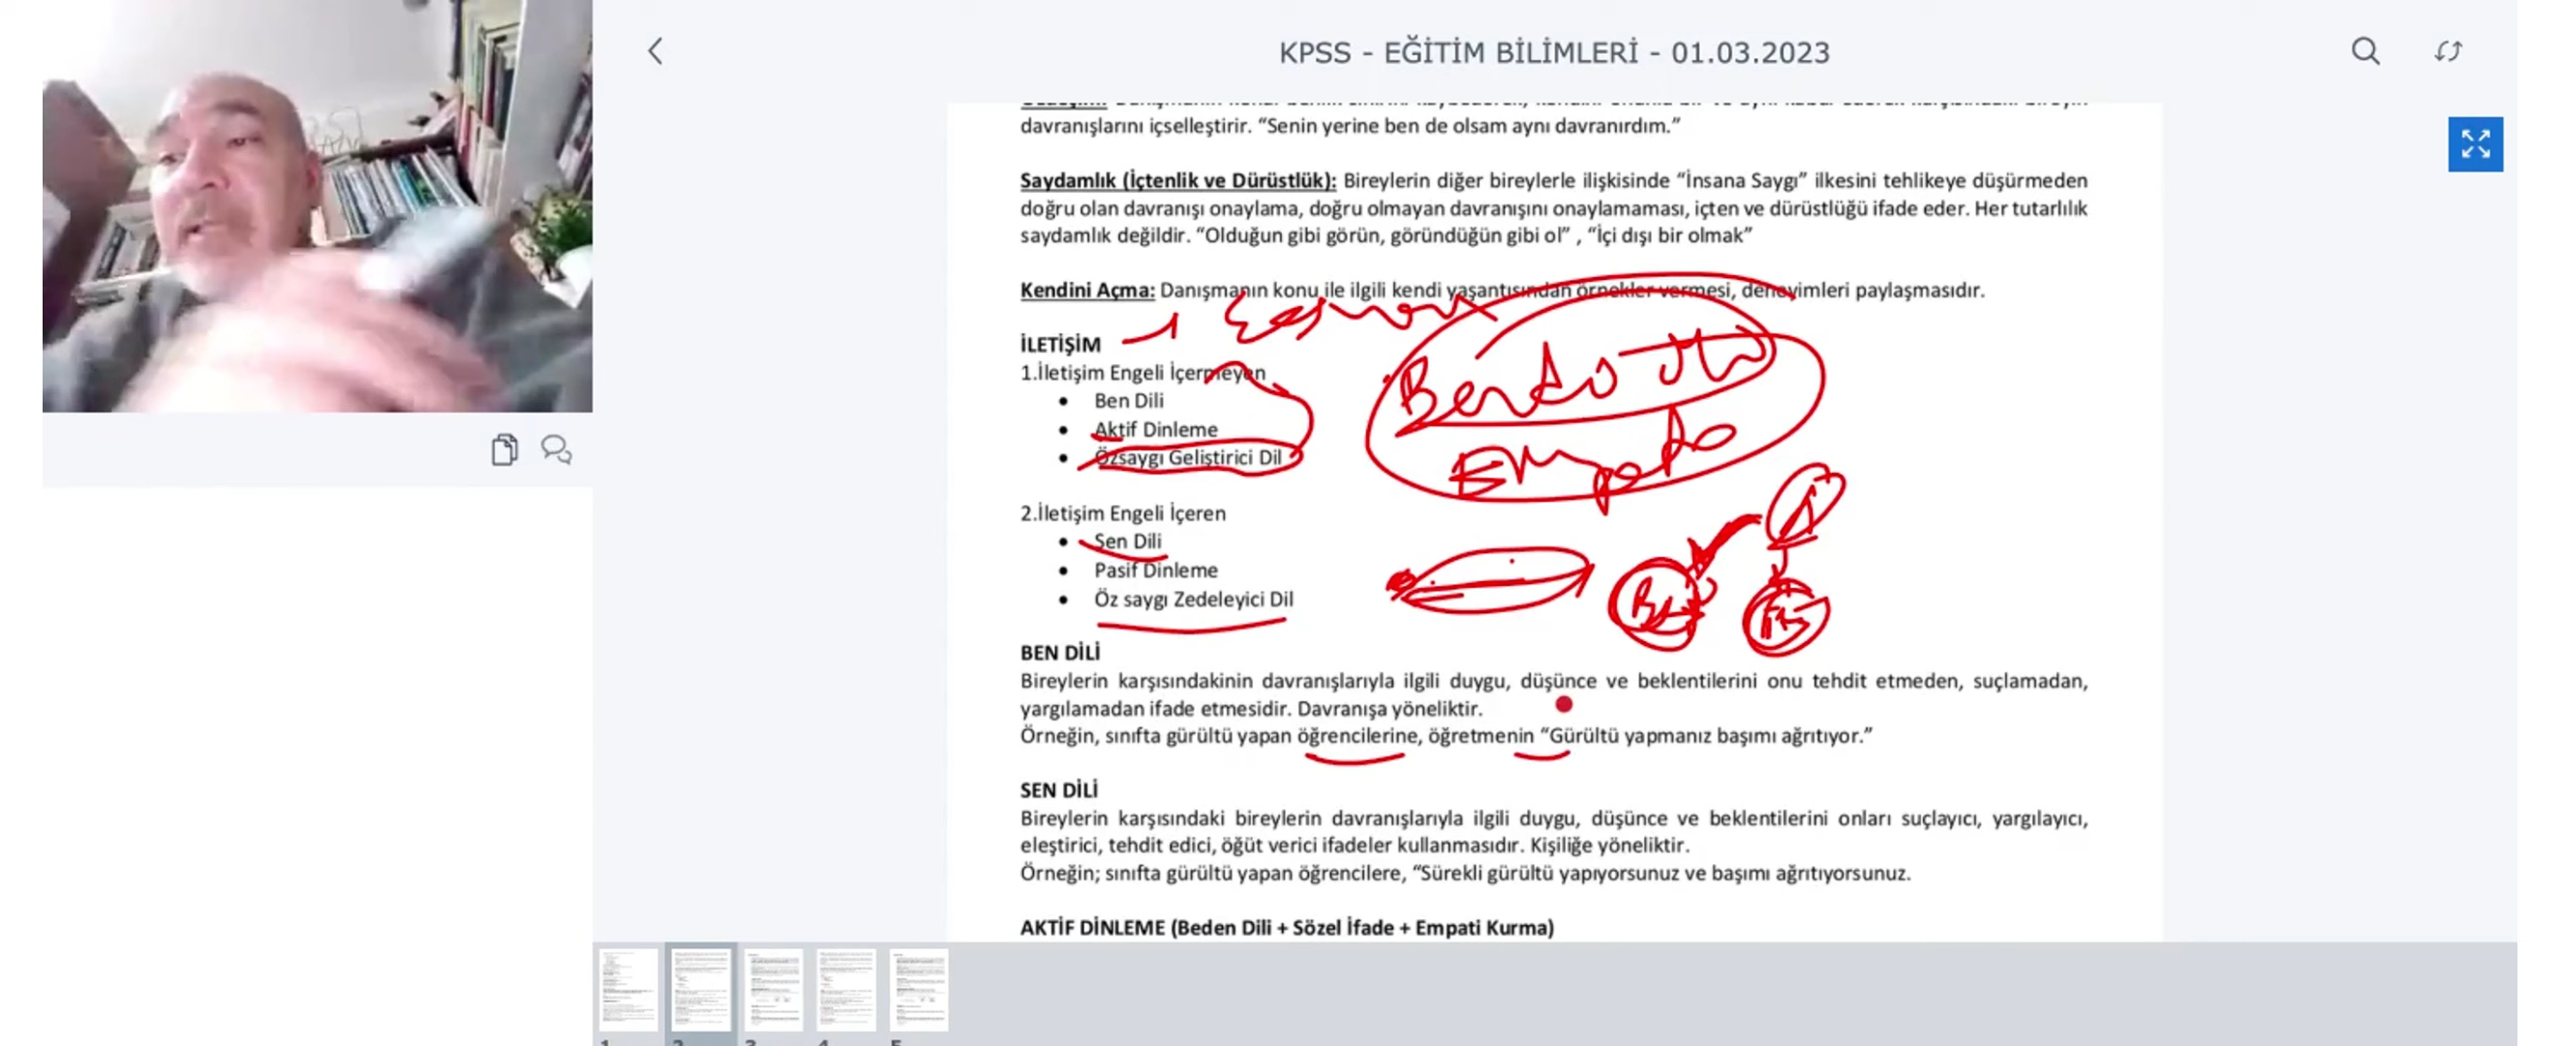 KPSS - EĞİTİM BİLİMLERİ - 01.03.2023
davranışlarını içselleştirir. “Senin yerine ben de olsam aynı davranırdım.”
Saydamlık (İçtenlik ve Dürüstlük): Bireylerin diğer bireylerle ilişkisinde “İnsana Saygı” ilkesini tehlikeye düşürmeden
doğru olan davranışı onaylama, doğru olmayan davranışını onaylamaması, içten ve dürüstlüğü ifade eder. Her tutarlılık
saydamlık değildir. “Olduğun gibi görün, göründüğün gibi ol” , “İçi dışı bir olmak”
Kendini Açma: Danışmanın konu ile ilgili kendi yaşantısından örnekler vermesi, deneyimleri paylaşmasıdır.
İLETİŞİM
1.İletişim Engeli İçermeyen
• Ben Dili
• Aktif Dinleme
• Özsaygı Geliştirici Dil
2.İletişim Engeli İçeren
• Sen Dili
• Pasif Dinleme
• Öz saygı Zedeleyici Dil
BEN DİLİ
Bireylerin karşısındakinin davranışlarıyla ilgili duygu, düşünce ve beklentilerini onu tehdit etmeden, suçlamadan,
yargılamadan ifade etmesidir. Davranışa yöneliktir.
Örneğin, sınıfta gürültü yapan öğrencilerine, öğretmenin “Gürültü yapmanız başımı ağrıtıyor.”
SEN DİLİ
Bireylerin karşısındaki bireylerin davranışlarıyla ilgili duygu, düşünce ve beklentilerini onları suçlayıcı, yargılayıcı,
eleştirici, tehdit edici, öğüt verici ifadeler kullanmasıdır. Kişiliğe yöneliktir.
Örneğin; sınıfta gürültü yapan öğrencilere, “Sürekli gürültü yapıyorsunuz ve başımı ağrıtıyorsunuz.
AKTİF DİNLEME (Beden Dili + Sözel İfade + Empati Kurma)